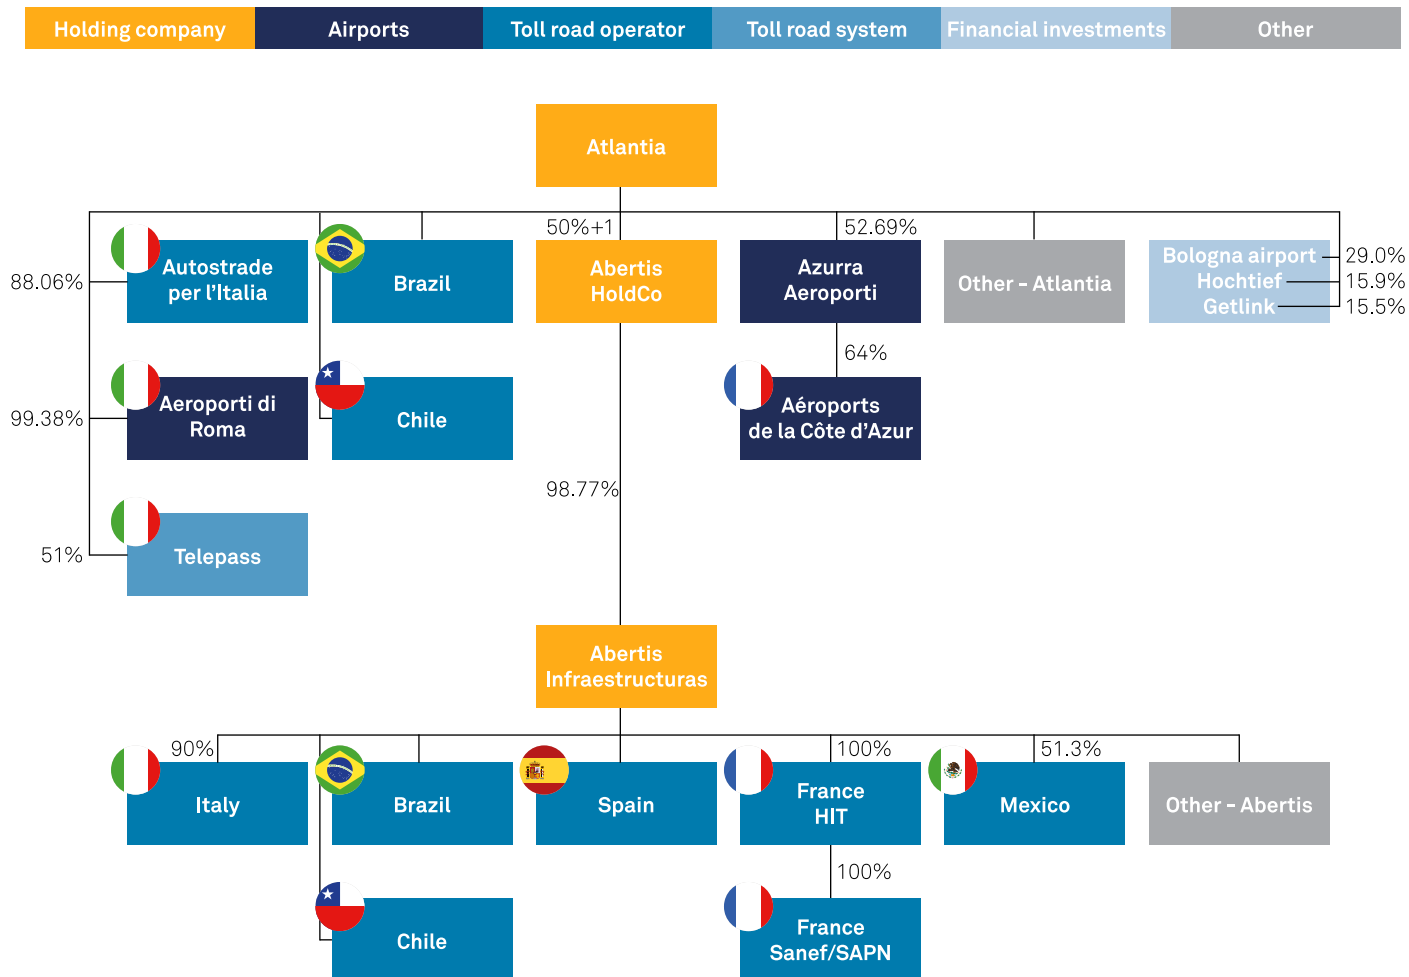 Holding company
Airports
Toll road operator
Toll road system
Financial investments
Other
Atlantia
50%+1
52.69%
88.06%
Autostrade
per l'Italia
Brazil
Abertis
HoldCo
Azurra
Aeroporti
Other - Atlantia
Bologna airport 29.0%
Hochtief 15.9%
Getlink 15.5%
64%
99.38%
Aeroporti di
Roma
Chile
Aéroports
de la Côte d'Azur
98.77%
51%
Telepass
Abertis
Infraestructuras
90%
100%
51.3%
Italy
Brazil
Spain
France
HIT
Mexico
Other - Abertis
100%
Chile
France
Sanef/SAPN